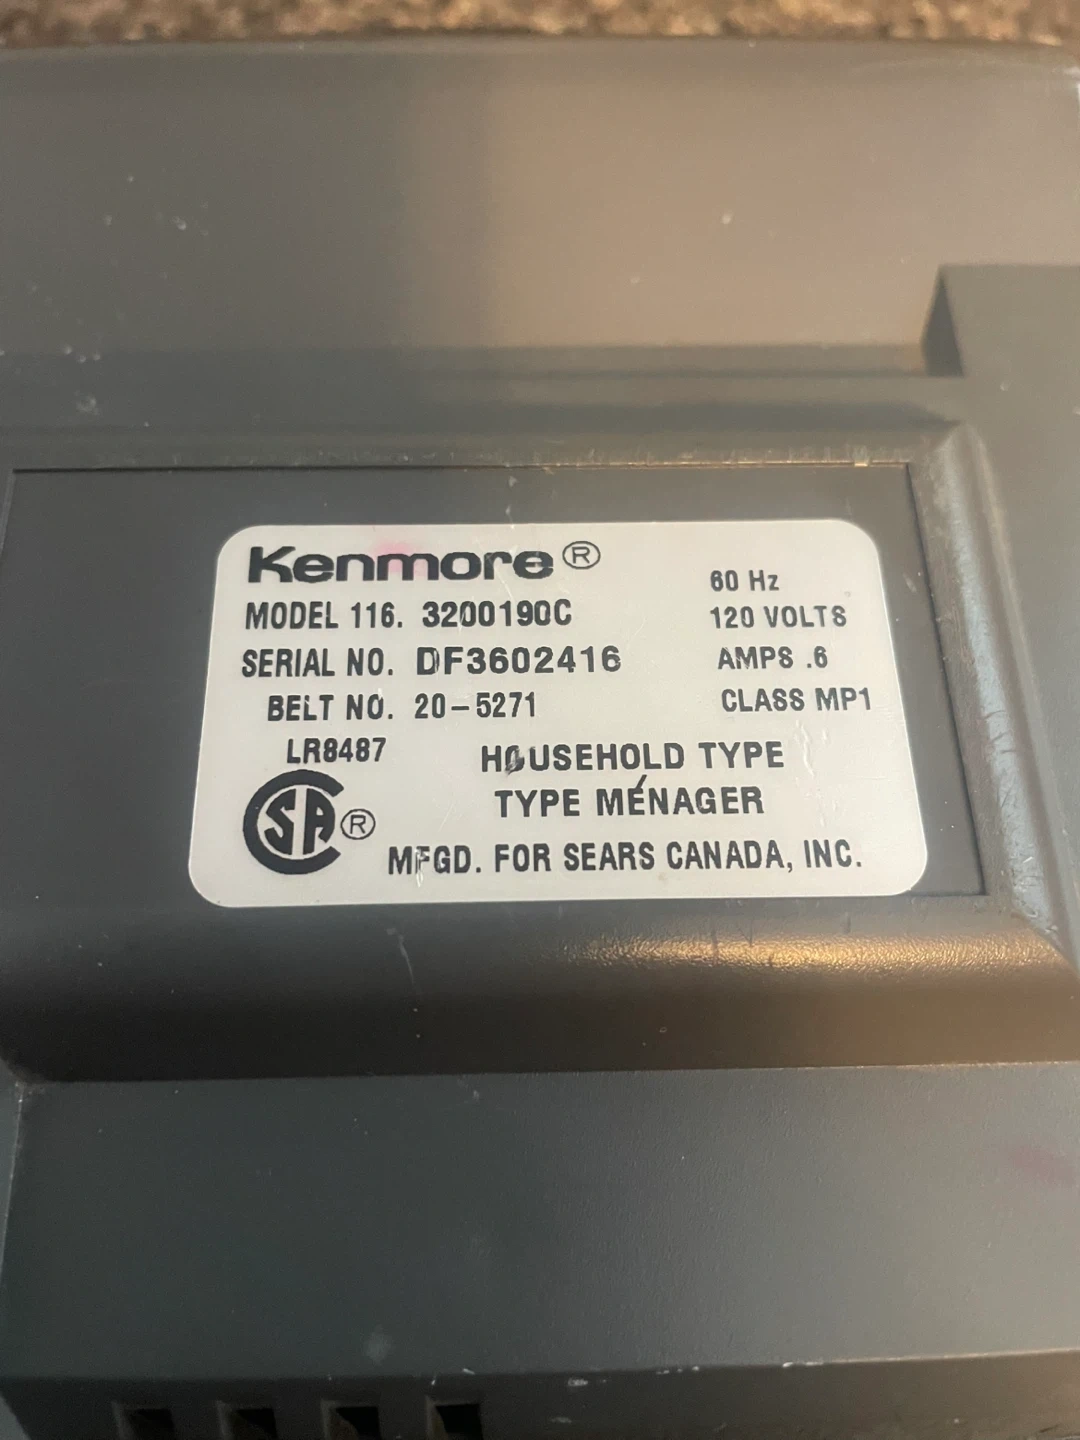 Kenmore®
MODEL 116. 3200190C
SERIAL NO. DF3602416
BELT NO. 20-5271
60 Hz
120 VOLTS
AMPS .6
CLASS MP1
LR8487
HOUSEHOLD TYPE
TYPE MÉNAGER
SA ®
MFGD. FOR SEARS CANADA, INC.